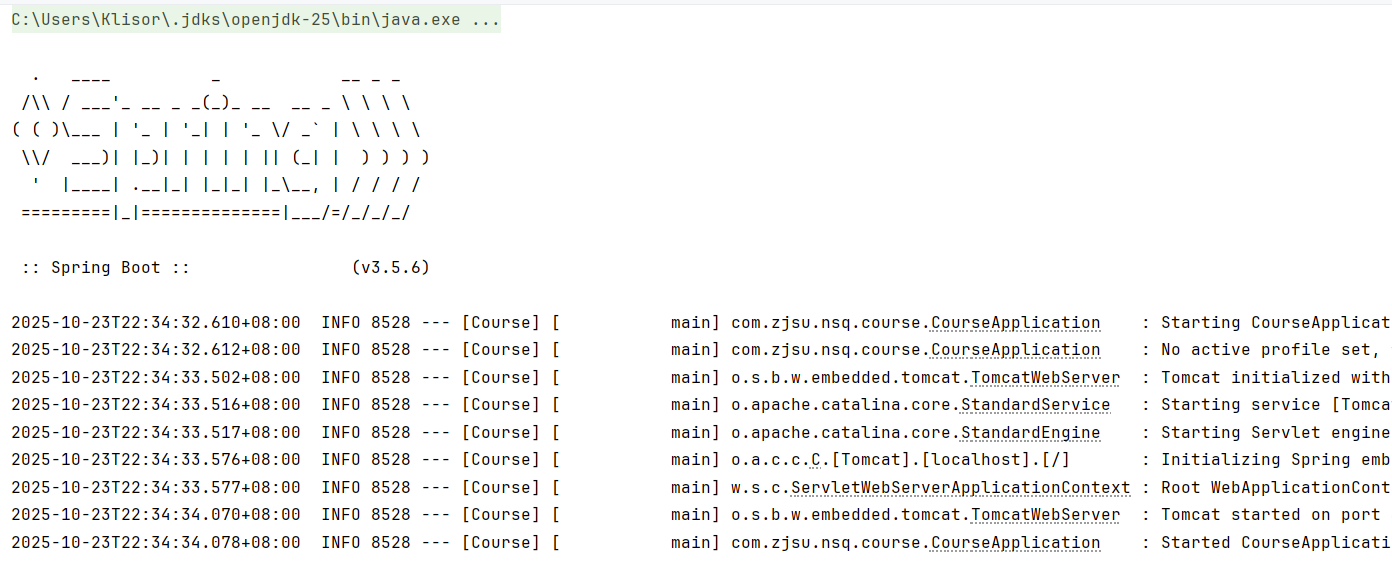 C:\Users\Klisor\.jdks\openjdk-25\bin\java.exe ...

  .   ____          _            __ _ _
 /\\ / ___'_ __ _ _(_)_ __  __ _ \ \ \ \
( ( )\___ | '_ | '_| | '_ \/ _` | \ \ \ \
 \\/  ___)| |_)| | | | | || (_| |  ) ) ) )
  '  |____| .__|_| |_|_| |_\__, | / / / /
 =========|_|==============|___/=/_/_/_/

 :: Spring Boot ::                (v3.5.6)

2025-10-23T22:34:32.610+08:00  INFO 8528 --- [Course] [           main] com.zjsu.nsq.course.CourseApplication    : Starting CourseApplicat
2025-10-23T22:34:32.612+08:00  INFO 8528 --- [Course] [           main] com.zjsu.nsq.course.CourseApplication    : No active profile set,
2025-10-23T22:34:33.502+08:00  INFO 8528 --- [Course] [           main] o.s.b.w.embedded.tomcat.TomcatWebServer  : Tomcat initialized with
2025-10-23T22:34:33.516+08:00  INFO 8528 --- [Course] [           main] o.apache.catalina.core.StandardService   : Starting service [Tomca
2025-10-23T22:34:33.517+08:00  INFO 8528 --- [Course] [           main] o.apache.catalina.core.StandardEngine    : Starting Servlet engine
2025-10-23T22:34:33.576+08:00  INFO 8528 --- [Course] [           main] o.a.c.c.C.[Tomcat].[localhost].[/]       : Initializing Spring emb
2025-10-23T22:34:33.577+08:00  INFO 8528 --- [Course] [           main] w.s.c.ServletWebServerApplicationContext : Root WebApplicationCont
2025-10-23T22:34:34.070+08:00  INFO 8528 --- [Course] [           main] o.s.b.w.embedded.tomcat.TomcatWebServer  : Tomcat started on port
2025-10-23T22:34:34.078+08:00  INFO 8528 --- [Course] [           main] com.zjsu.nsq.course.CourseApplication    : Started CourseApplicati